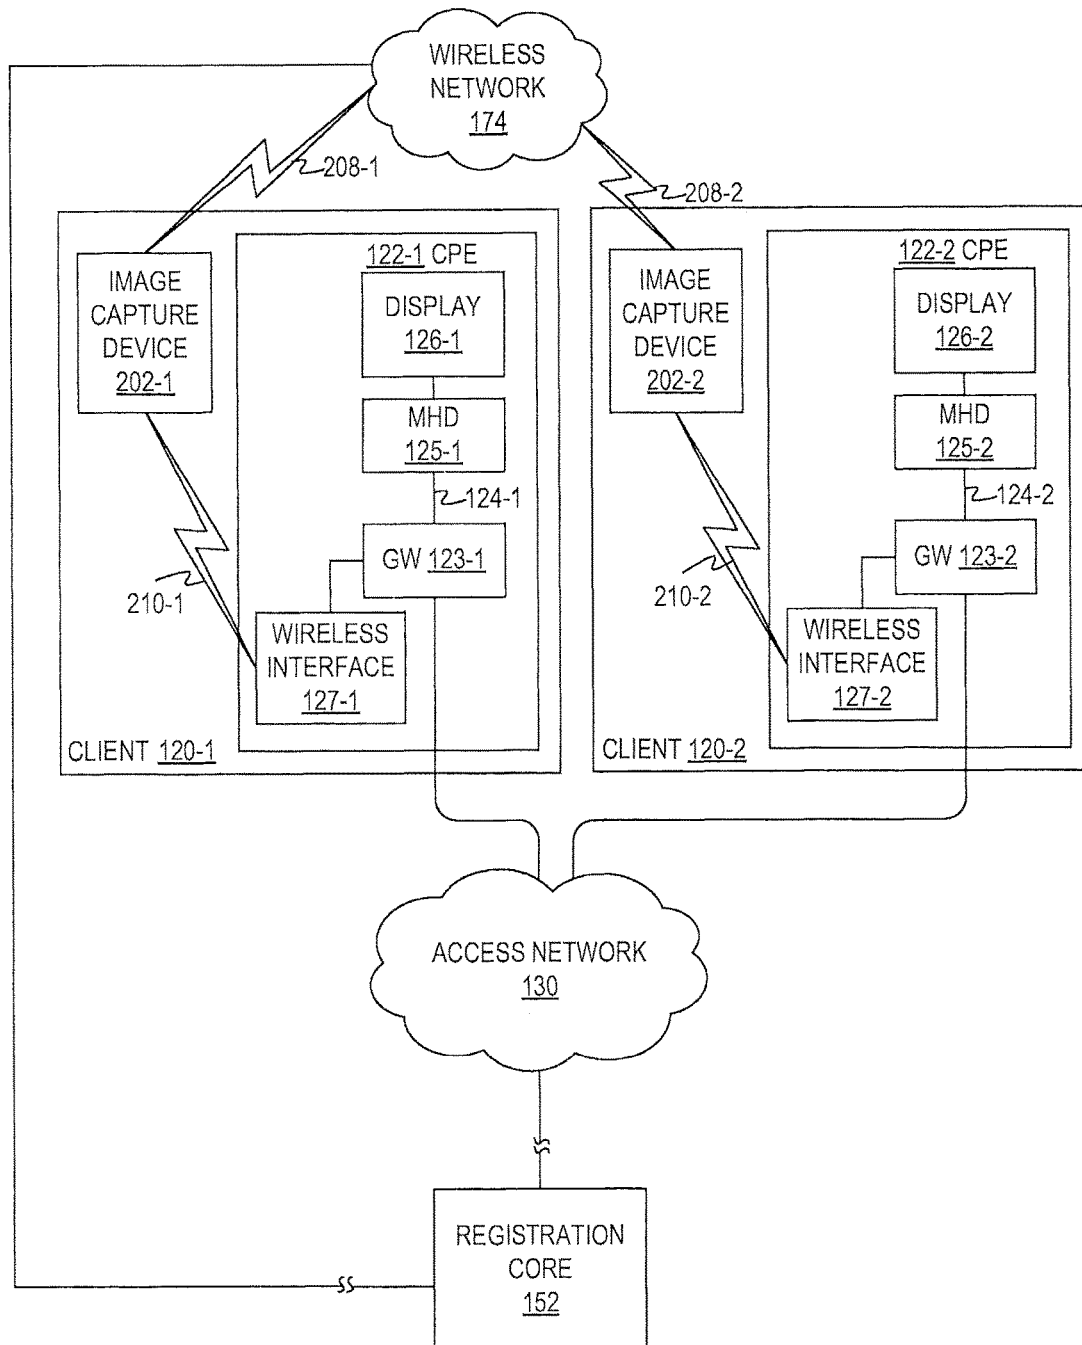 WIRELESS
NETWORK
174
208-1
208-2
122-1 CPE
IMAGE
CAPTURE
DEVICE
202-1
DISPLAY
126-1
MHD
125-1
124-1
GW 123-1
210-1
WIRELESS
INTERFACE
127-1
CLIENT 120-1
122-2 CPE
IMAGE
CAPTURE
DEVICE
202-2
DISPLAY
126-2
MHD
125-2
124-2
GW 123-2
210-2
WIRELESS
INTERFACE
127-2
CLIENT 120-2
ACCESS NETWORK
130
REGISTRATION
CORE
152